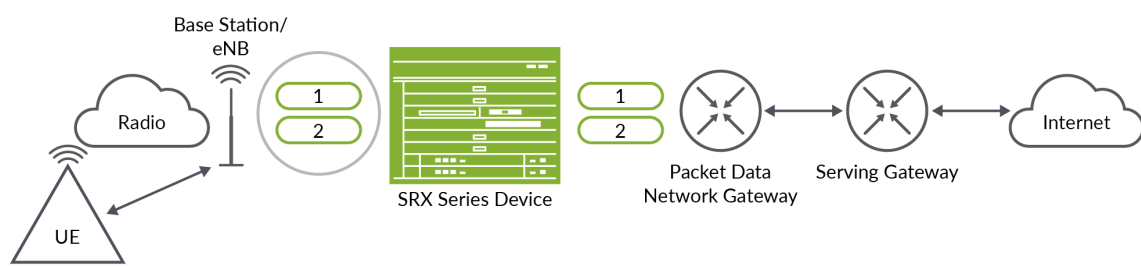 Base Station/
eNB
Radio
UE
1
2
SRX Series Device
1
2
Packet Data
Network Gateway
Serving Gateway
Internet